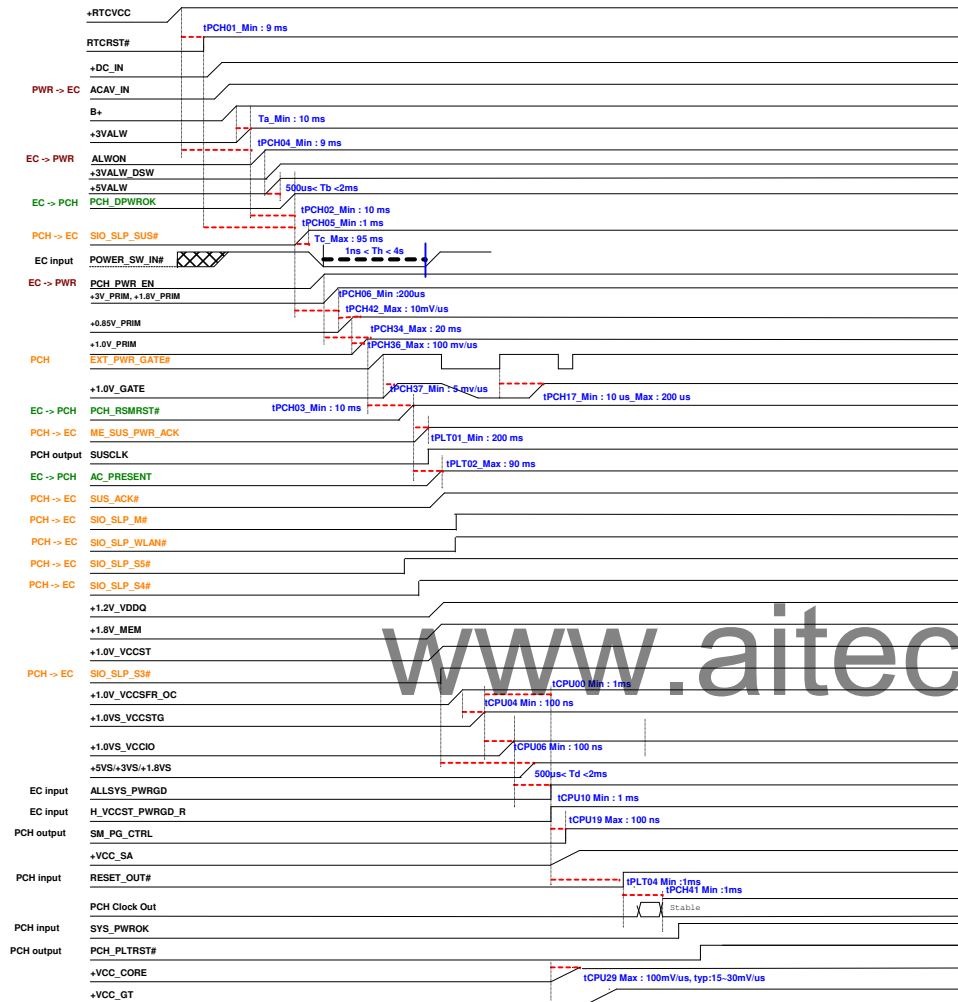 +RTCVCC
tPCH01_Min : 9 ms
RTCRST#
+DC_IN
PWR -> EC ACAV_IN
B+
Ta_Min : 10 ms
+3VALW
tPCH04_Min : 9 ms
EC -> PWR ALWON
+3VALW_DSW
+5VALW
500us< Tb <2ms
EC -> PCH PCH_DPWROK
tPCH02_Min : 10 ms
tPCH05_Min :1 ms
PCH -> EC SIO_SLP_SUS#
Tc_Max : 95 ms
1ns < Th < 4s
EC input POWER_SW_IN#
EC -> PWR PCH_PWR_EN
+3V_PRIM, +1.8V_PRIM
tPCH06_Min :200us
tPCH42_Max : 10mV/us
+0.85V_PRIM
tPCH34_Max : 20 ms
+1.0V_PRIM
tPCH36_Max : 100 mv/us
PCH EXT_PWR_GATE#
+1.0V_GATE
tPCH37_Min : 5 mv/us
tPCH17_Min : 10 us_Max : 200 us
tPCH03_Min : 10 ms
EC -> PCH PCH_RSMRST#
PCH -> EC ME_SUS_PWR_ACK
tPLT01_Min : 200 ms
PCH output SUSCLK
tPLT02_Max : 90 ms
EC -> PCH AC_PRESENT
PCH -> EC SUS_ACK#
PCH -> EC SIO_SLP_M#
PCH -> EC SIO_SLP_WLAN#
PCH -> EC SIO_SLP_S5#
PCH -> EC SIO_SLP_S4#
+1.2V_VDDQ
+1.8V_MEM
www.aitec
+1.0V_VCCST
PCH -> EC SIO_SLP_S3#
tCPU00 Min : 1ms
+1.0V_VCCSFR_OC
tCPU04 Min : 100 ns
+1.0VS_VCCSTG
+1.0VS_VCCIO
tCPU06 Min : 100 ns
+5VS/+3VS/+1.8VS
500us< Td <2ms
EC input ALLSYS_PWRGD
tCPU10 Min : 1 ms
EC input H_VCCST_PWRGD_R
tCPU19 Max : 100 ns
PCH output SM_PG_CTRL
+VCC_SA
PCH input RESET_OUT#
tPLT04 Min :1ms
tPCH41 Min :1ms
PCH Clock Out
Stable
PCH input SYS_PWROK
PCH output PCH_PLTRST#
+VCC_CORE
tCPU29 Max : 100mV/us, typ:15~30mV/us
+VCC_GT